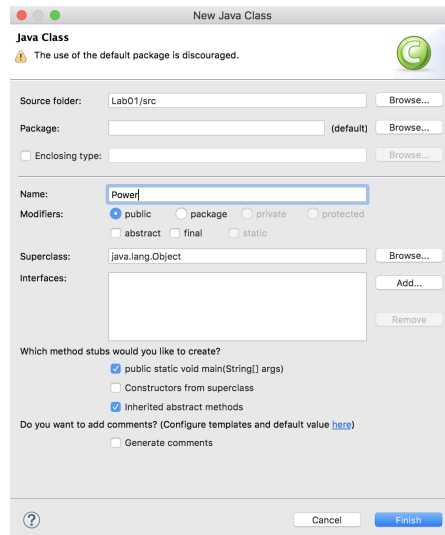 New Java Class
Java Class
The use of the default package is discouraged.
Source folder: Lab01/src Browse...
Package: (default) Browse...
Enclosing type: Browse...
Name: Power
Modifiers: public package private protected
abstract final static
Superclass: java.lang.Object Browse...
Interfaces: Add...
Remove
Which method stubs would you like to create?
public static void main(String[] args)
Constructors from superclass
Inherited abstract methods
Do you want to add comments? (Configure templates and default value here)
Generate comments
? Cancel Finish